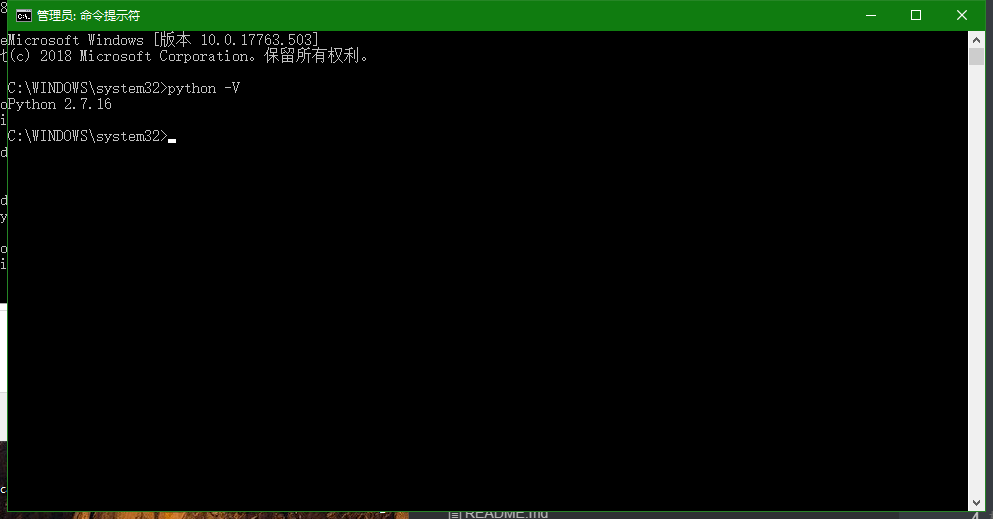 管理员: 命令提示符
Microsoft Windows [版本 10.0.17763.503]
(c) 2018 Microsoft Corporation。保留所有权利。
C:\WINDOWS\system32>python -V
Python 2.7.16
C:\WINDOWS\system32>
README.md